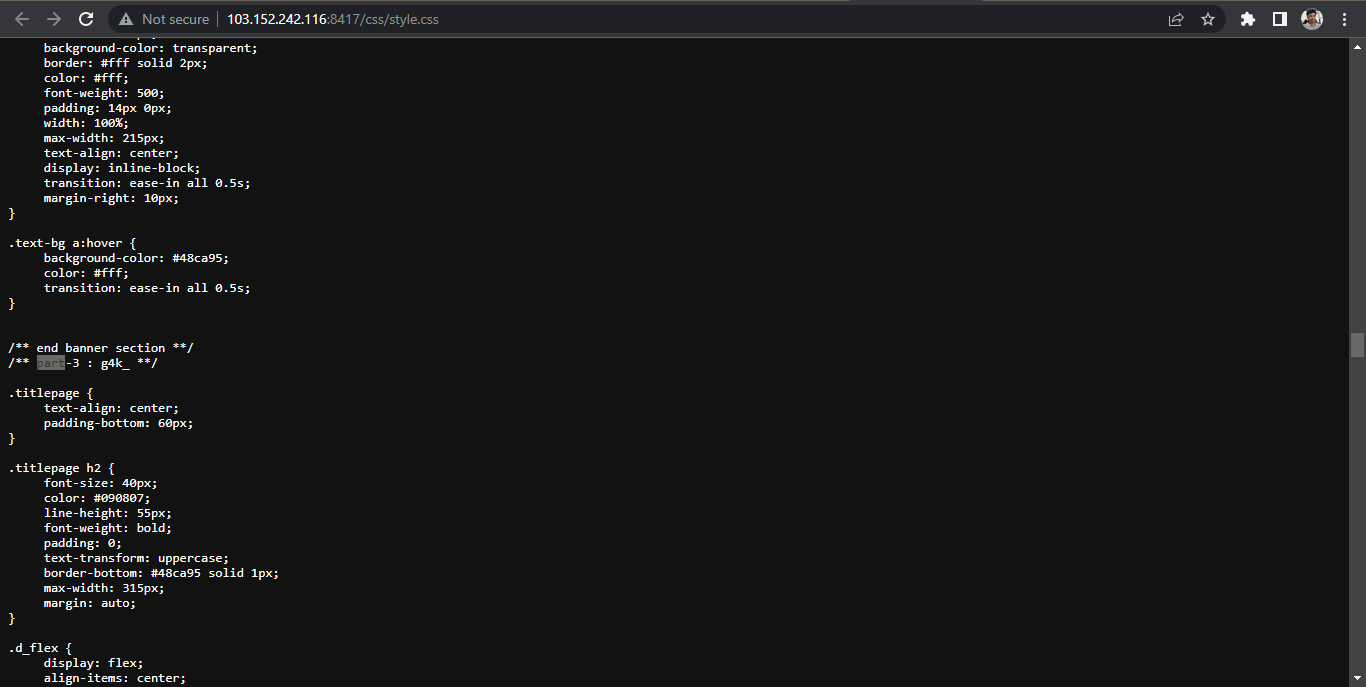 Not secure | 103.152.242.116:8417/css/style.css
background-color: transparent;
border: #fff solid 2px;
color: #fff;
font-weight: 500;
padding: 14px 0px;
width: 100%;
max-width: 215px;
text-align: center;
display: inline-block;
transition: ease-in all 0.5s;
margin-right: 10px;
}
.text-bg a:hover {
background-color: #48ca95;
color: #fff;
transition: ease-in all 0.5s;
}
/** end banner section **/
/** part-3 : g4k_ **/
.titlepage {
text-align: center;
padding-bottom: 60px;
}
.titlepage h2 {
font-size: 40px;
color: #090807;
line-height: 55px;
font-weight: bold;
padding: 0;
text-transform: uppercase;
border-bottom: #48ca95 solid 1px;
max-width: 315px;
margin: auto;
}
.d_flex {
display: flex;
align-items: center;